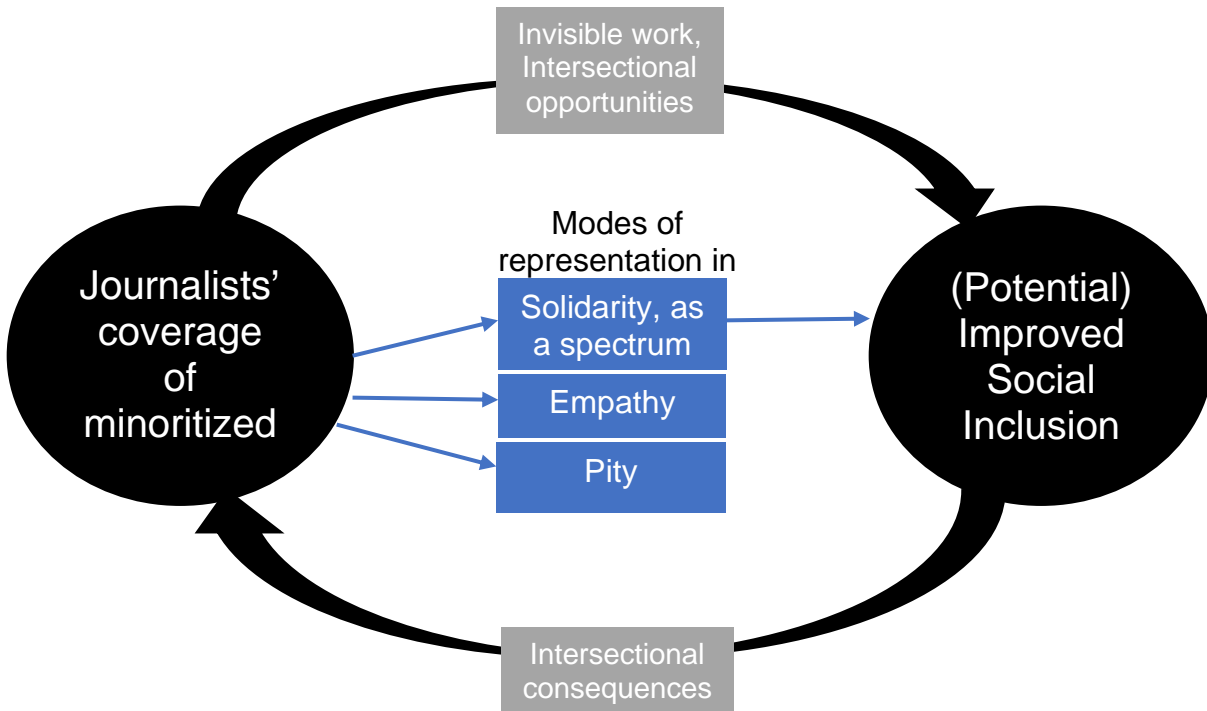 Invisible work,
Intersectional
opportunities
Journalists’
coverage
of
minoritized
Modes of
representation in
Solidarity, as
a spectrum
Empathy
Pity
(Potential)
Improved
Social
Inclusion
Intersectional
consequences